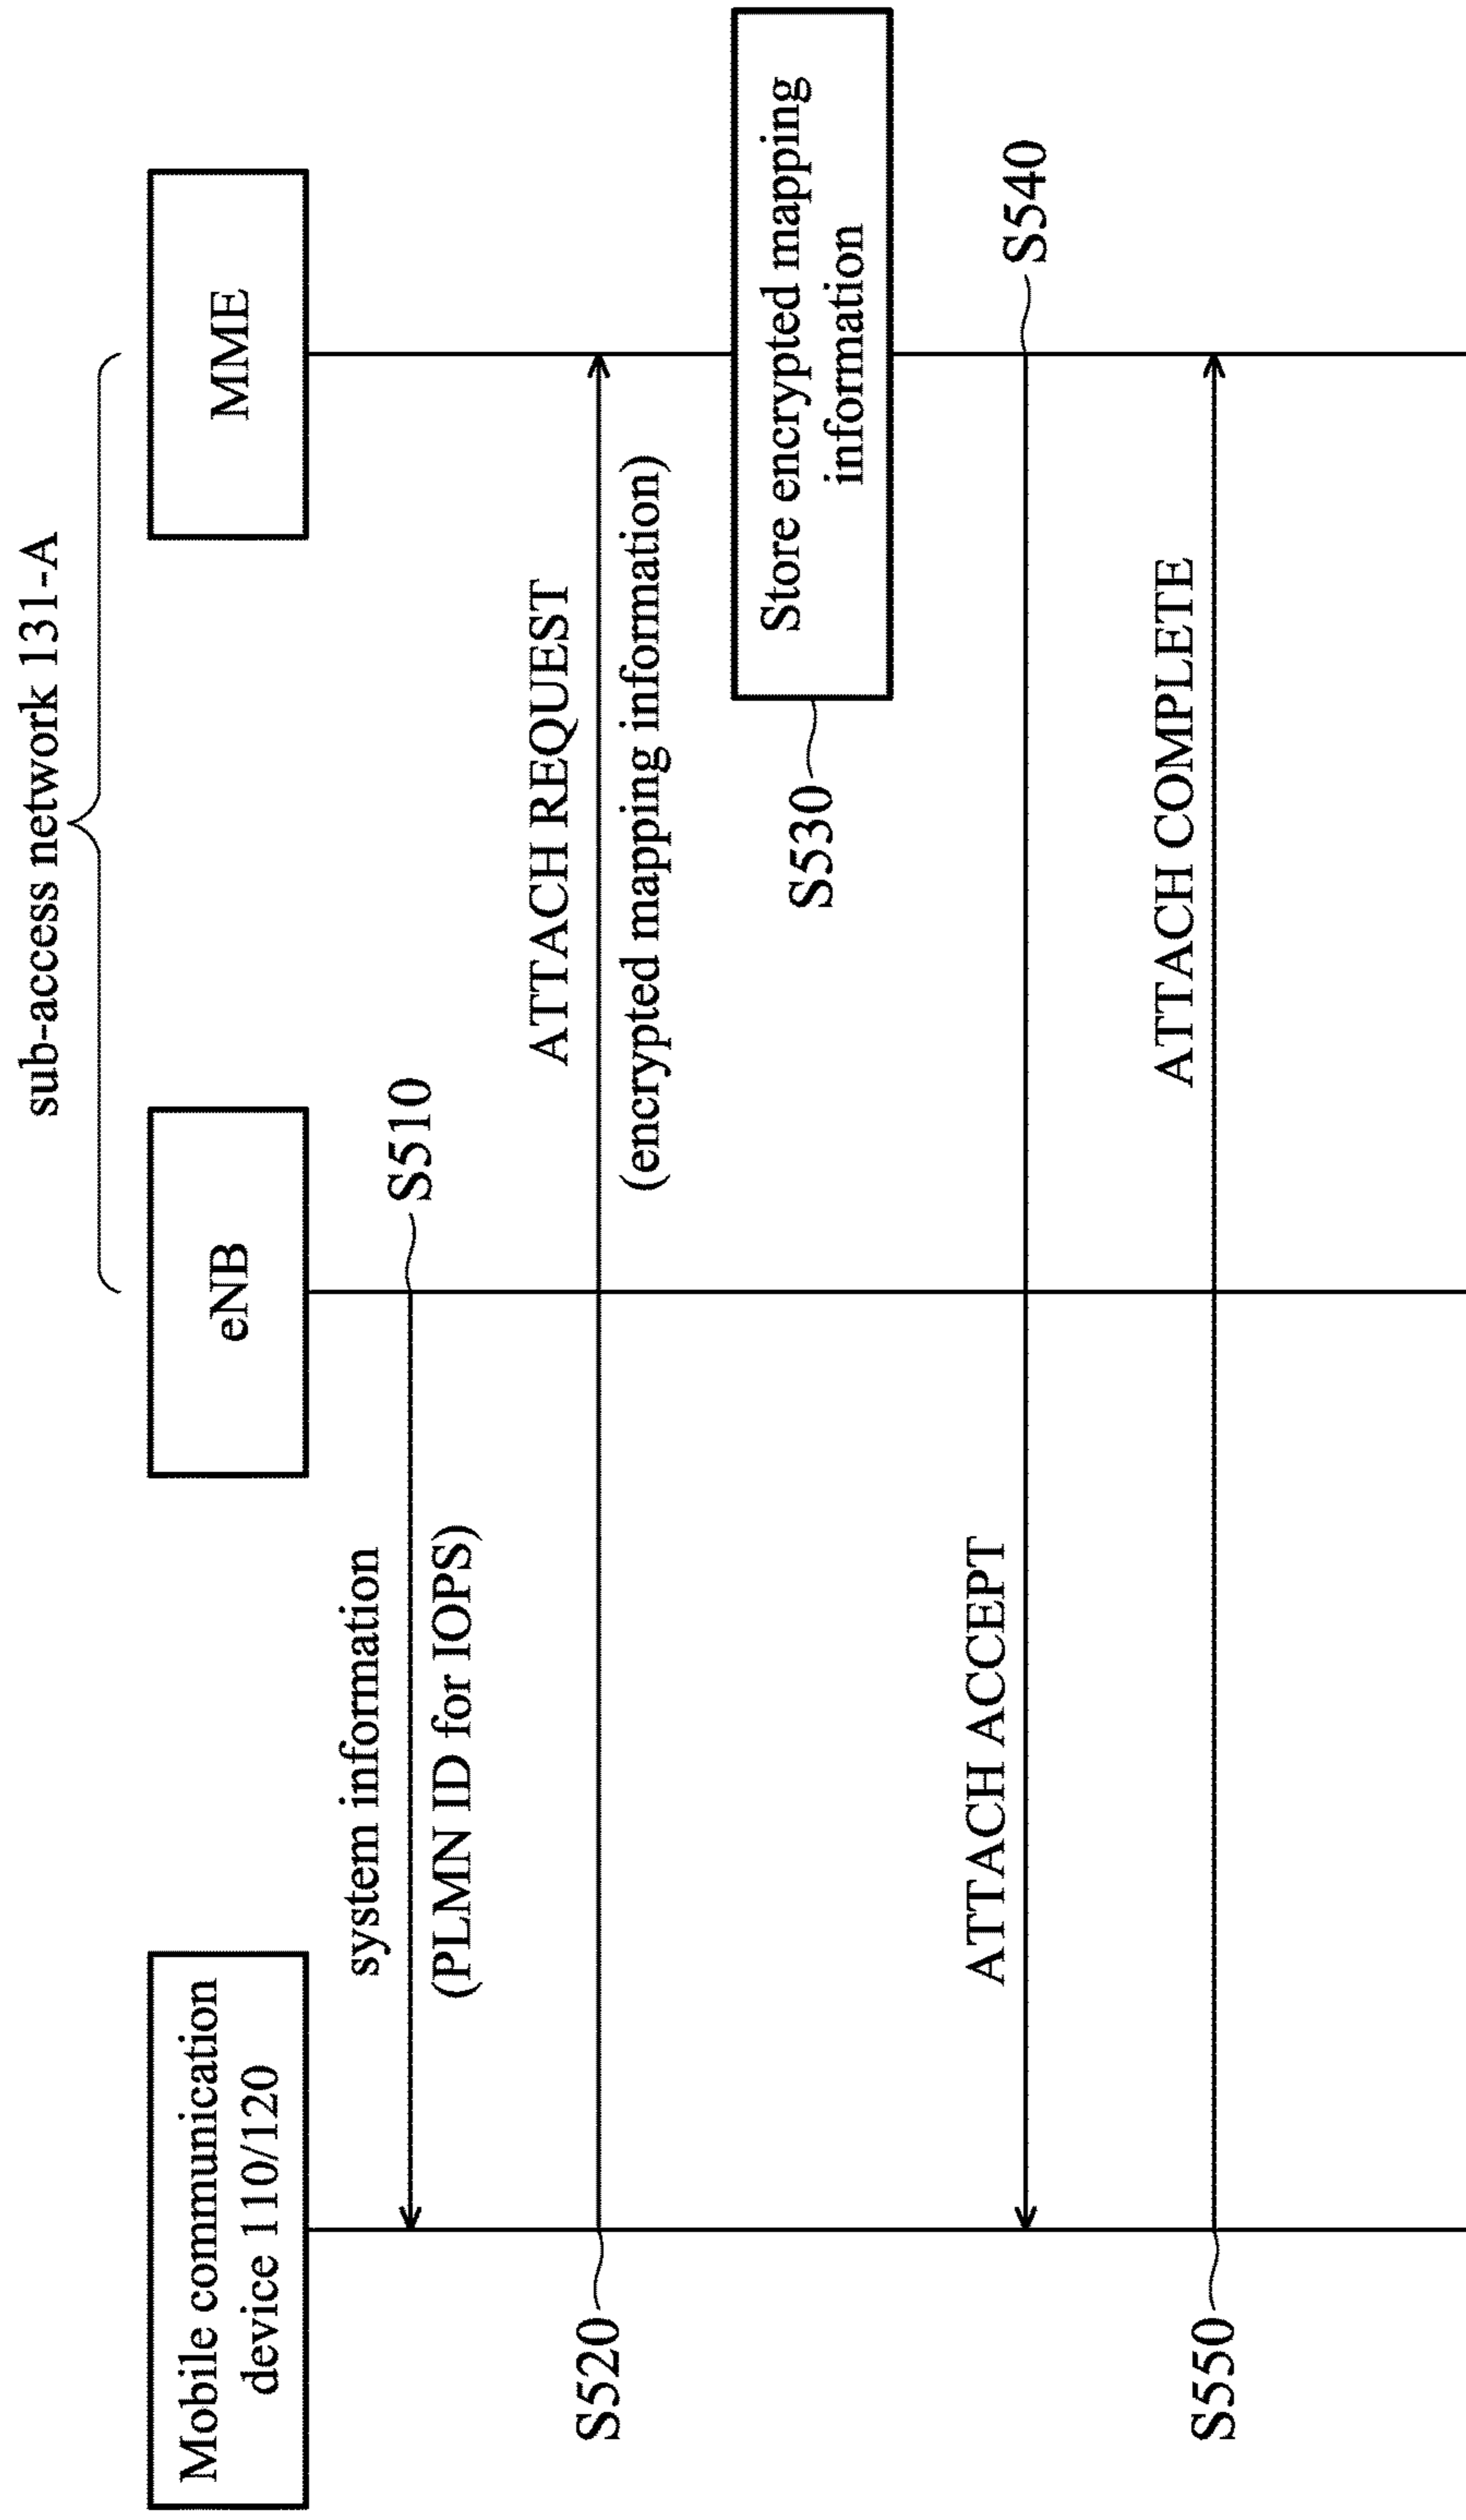 sub-access network 131-A
Mobile communication
device 110/120
eNB
MME
S510
system information
(PLMN ID for IOPS)
S520
ATTACH REQUEST
(encrypted mapping information)
S530
Store encrypted mapping
information
S540
ATTACH ACCEPT
S550
ATTACH COMPLETE